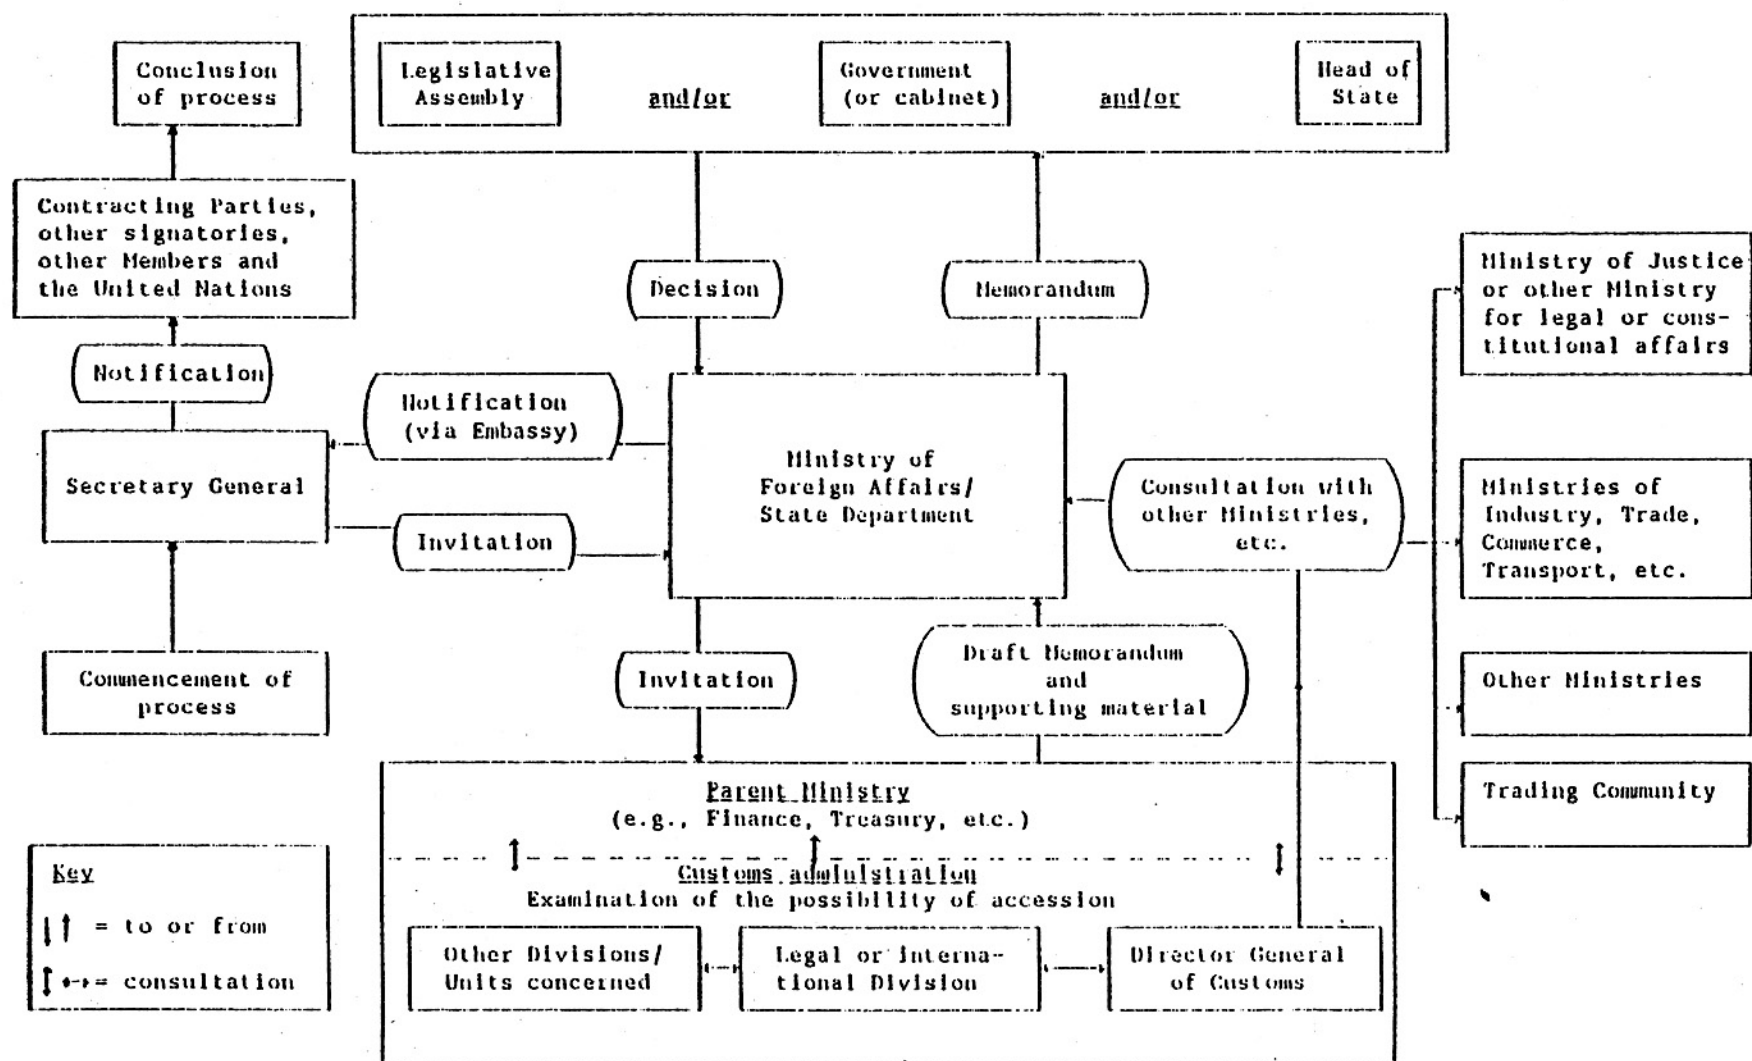 Conclusion
of process
Legislative
Assembly
and/or
Government
(or cabinet)
and/or
Head of
State
Contracting Parties,
other signatories,
other Members and
the United Nations
Decision
Memorandum
Ministry of Justice
or other Ministry
for legal or cons-
titutional affairs
Notification
Notification
(via Embassy)
Secretary General
Ministry of
Foreign Affairs/
State Department
Consultation with
other Ministries,
etc.
Ministries of
Industry, Trade,
Commerce,
Transport, etc.
Invitation
Commencement of
process
Invitation
Draft Memorandum
and
supporting material
Other Ministries
Parent Ministry
(e.g., Finance, Treasury, etc.)
Trading Community
Customs administration
Examination of the possibility of accession
Other Divisions/
Units concerned
Legal or interna-
tional Division
Director General
of Customs
Key
↓↑ = to or from
↕ ↔ = consultation